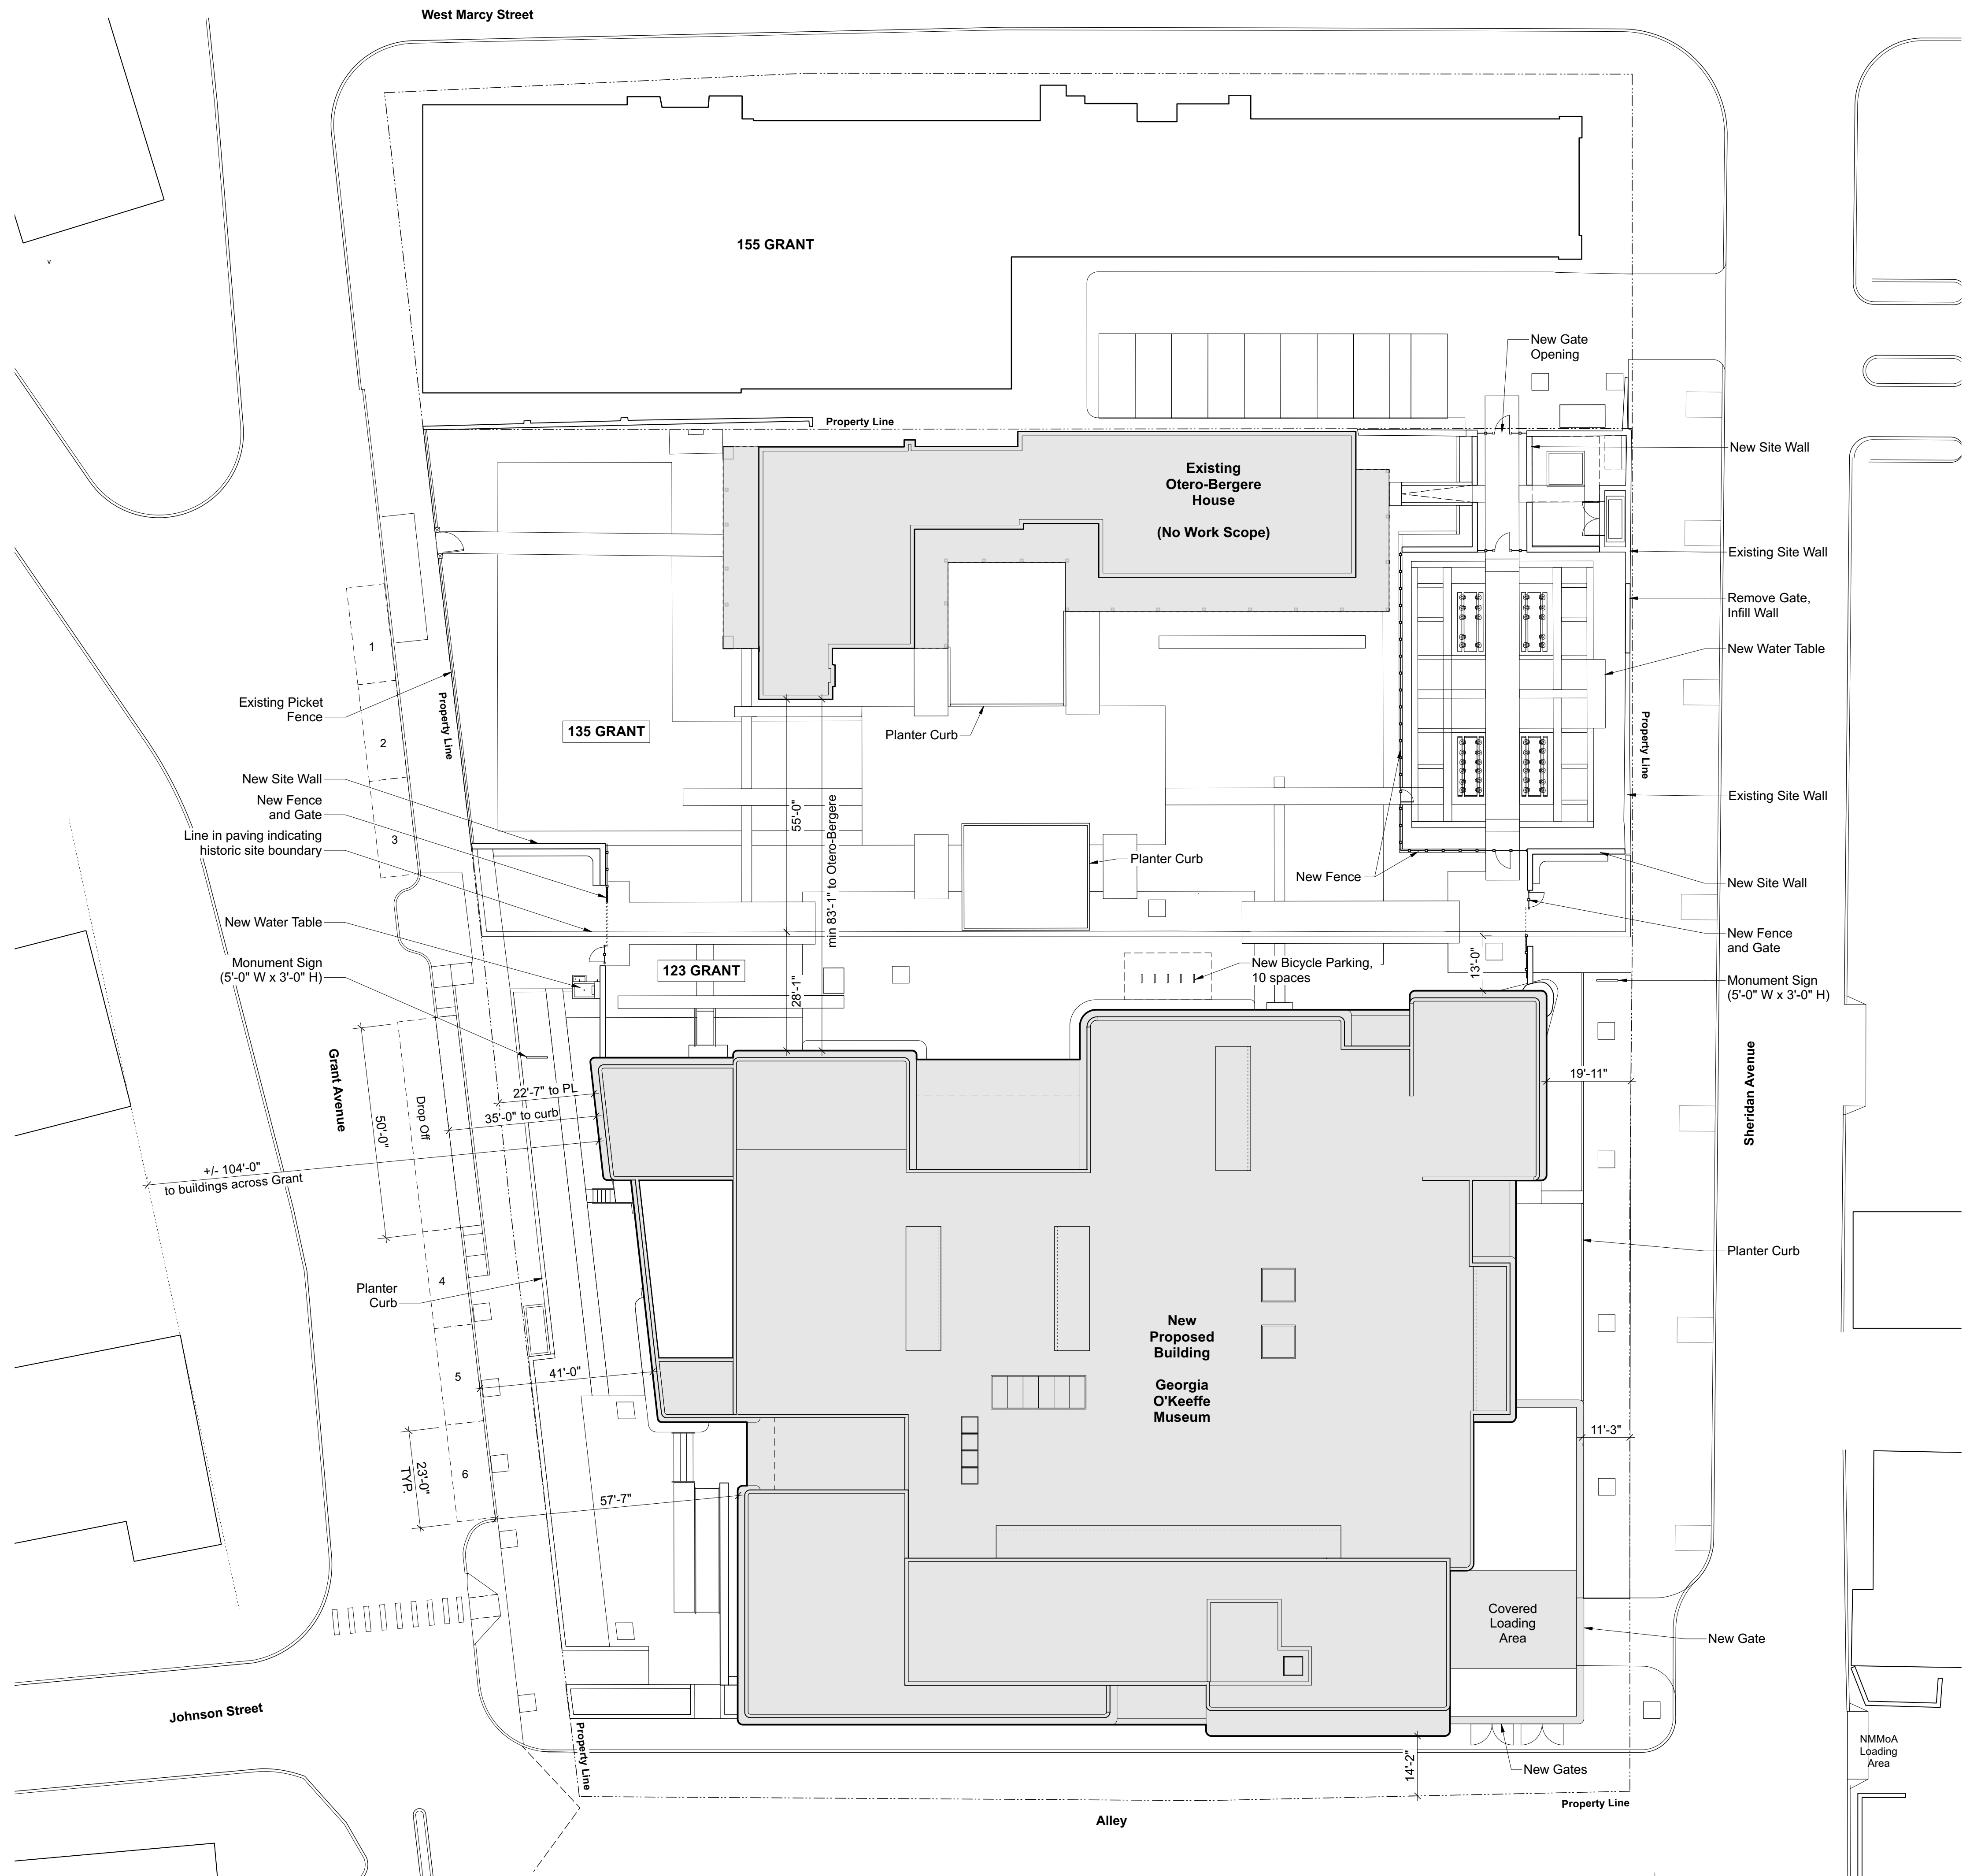 West Marcy Street
155 GRANT
v
New Gate
Opening
Property Line
New Site Wall
Existing
Otero-Bergere
House
(No Work Scope)
Existing Site Wall
Remove Gate,
Infill Wall
New Water Table
1
Existing Picket
Fence
Property Line
135 GRANT
Planter Curb
Property Line
2
New Site Wall
New Fence
and Gate
Line in paving indicating
historic site boundary
3
55'-0"
min 83'-1" to Otero-Bergere
Existing Site Wall
Planter Curb
New Fence
New Site Wall
New Water Table
New Fence
and Gate
Monument Sign
(5'-0" W x 3'-0" H)
123 GRANT
28'-1"
New Bicycle Parking,
10 spaces
13'-0"
Monument Sign
(5'-0" W x 3'-0" H)
Grant Avenue
50'-0"
Drop Off
22'-7" to PL
35'-0" to curb
+/- 104'-0"
to buildings across Grant
19'-11"
Sheridan Avenue
Planter Curb
4
Planter
Curb
New
Proposed
Building
Georgia
O'Keeffe
Museum
5
41'-0"
11'-3"
23'-0"
TYP.
6
57'-7"
Covered
Loading
Area
New Gate
Johnson Street
Property Line
14'-2"
New Gates
NMMoA
Loading
Area
Property Line
Alley